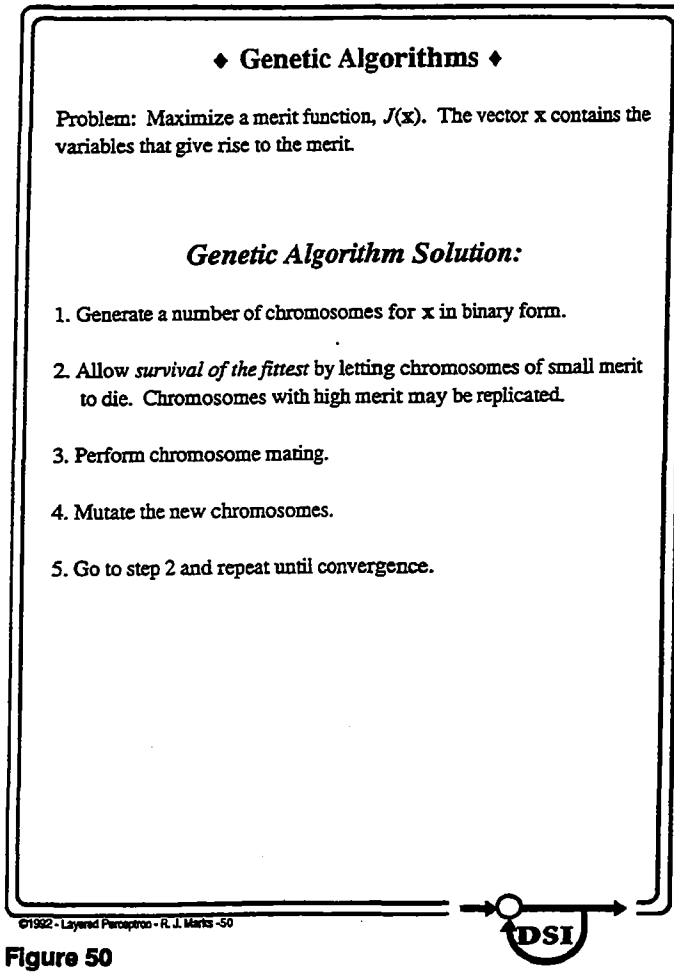 ♦ Genetic Algorithms ♦
Problem: Maximize a merit function, J(x). The vector x contains the
variables that give rise to the merit.
Genetic Algorithm Solution:
1. Generate a number of chromosomes for x in binary form.
2. Allow survival of the fittest by letting chromosomes of small merit
to die. Chromosomes with high merit may be replicated.
3. Perform chromosome mating.
4. Mutate the new chromosomes.
5. Go to step 2 and repeat until convergence.
©1992 - Layered Perceptron - R. J. Marks -50
DSI
Figure 50